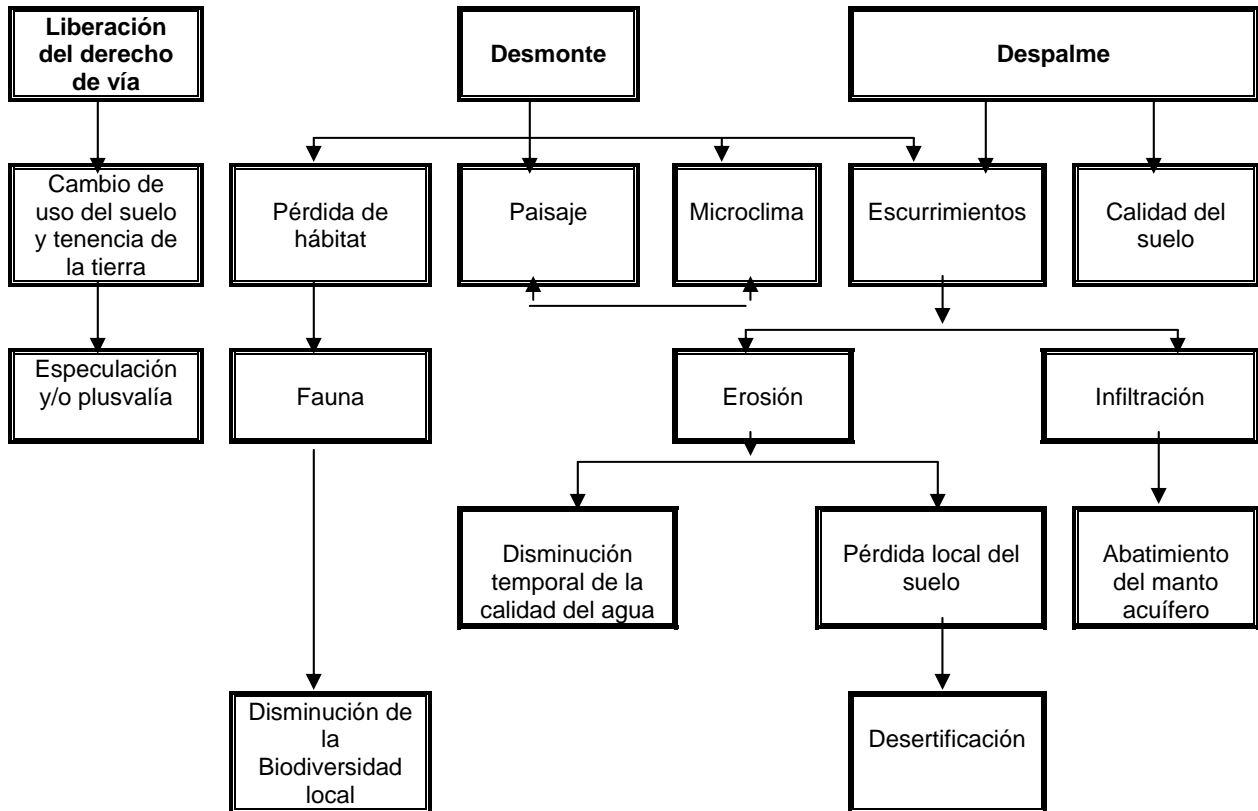 Liberación
del derecho
de vía
Desmonte
Despalme
Cambio de
uso del suelo
y tenencia de
la tierra
Pérdida de
hábitat
Paisaje
Microclima
Escurrimientos
Calidad del
suelo
Especulación
y/o plusvalía
Fauna
Erosión
Infiltración
Disminución
temporal de la
calidad del agua
Pérdida local del
suelo
Abatimiento
del manto
acuífero
Disminución de
la
Biodiversidad
local
Desertificación